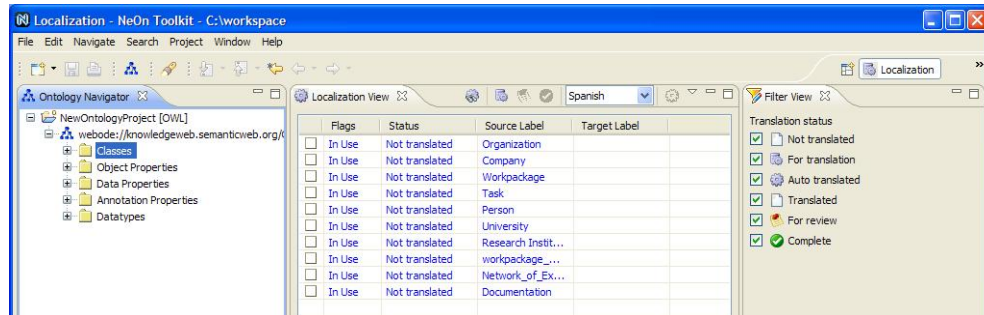 Localization - NeOn Toolkit - C:\workspace
File Edit Navigate Search Project Window Help
Localization
Ontology Navigator
NewOntologyProject [OWL]
webode://knowledgeweb.semanticweb.org/
Classes
Object Properties
Data Properties
Annotation Properties
Datatypes
Localization View
Spanish
Flags Status Source Label Target Label
In Use Not translated Organization
In Use Not translated Company
In Use Not translated Workpackage
In Use Not translated Task
In Use Not translated Person
In Use Not translated University
In Use Not translated Research Instit...
In Use Not translated workpackage_...
In Use Not translated Network_of_Ex...
In Use Not translated Documentation
Filter View
Translation status
Not translated
For translation
Auto translated
Translated
For review
Complete